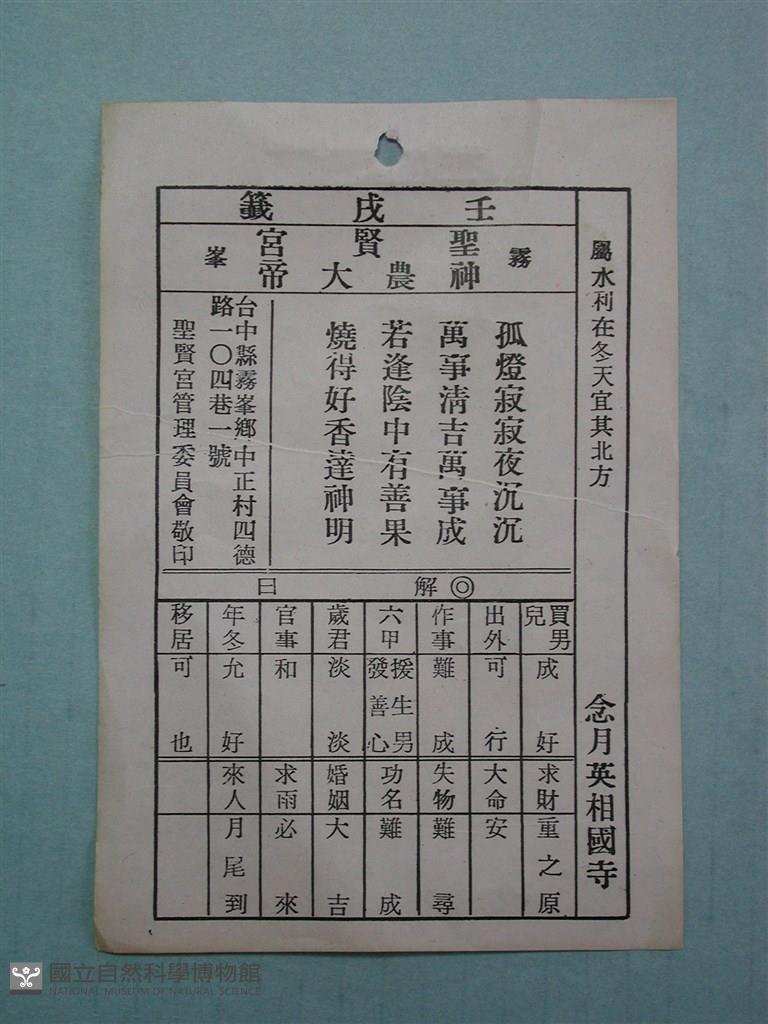 壬戌籤
霧峯
聖賢宮
神農大帝
屬水利在冬天宜其北方
念月英相國寺
孤燈寂寂夜沉沉
萬事清吉萬事成
若逢陰中有善果
燒得好香達神明
台中縣霧峯鄉中正村四德
路一〇四巷一號
聖賢宮管理委員會敬印
◎解曰
買男兒 成好
出外 可行
作事 難成
六甲 援生男發善心
歲君 淡淡
官事 和
年冬 允好
移居 可也
求財 重之原
大命 安
失物 難尋
功名 難成
婚姻 大吉
求雨 必來
來人 月尾到
國立自然科學博物館
NATIONAL MUSEUM OF NATURAL SCIENCE